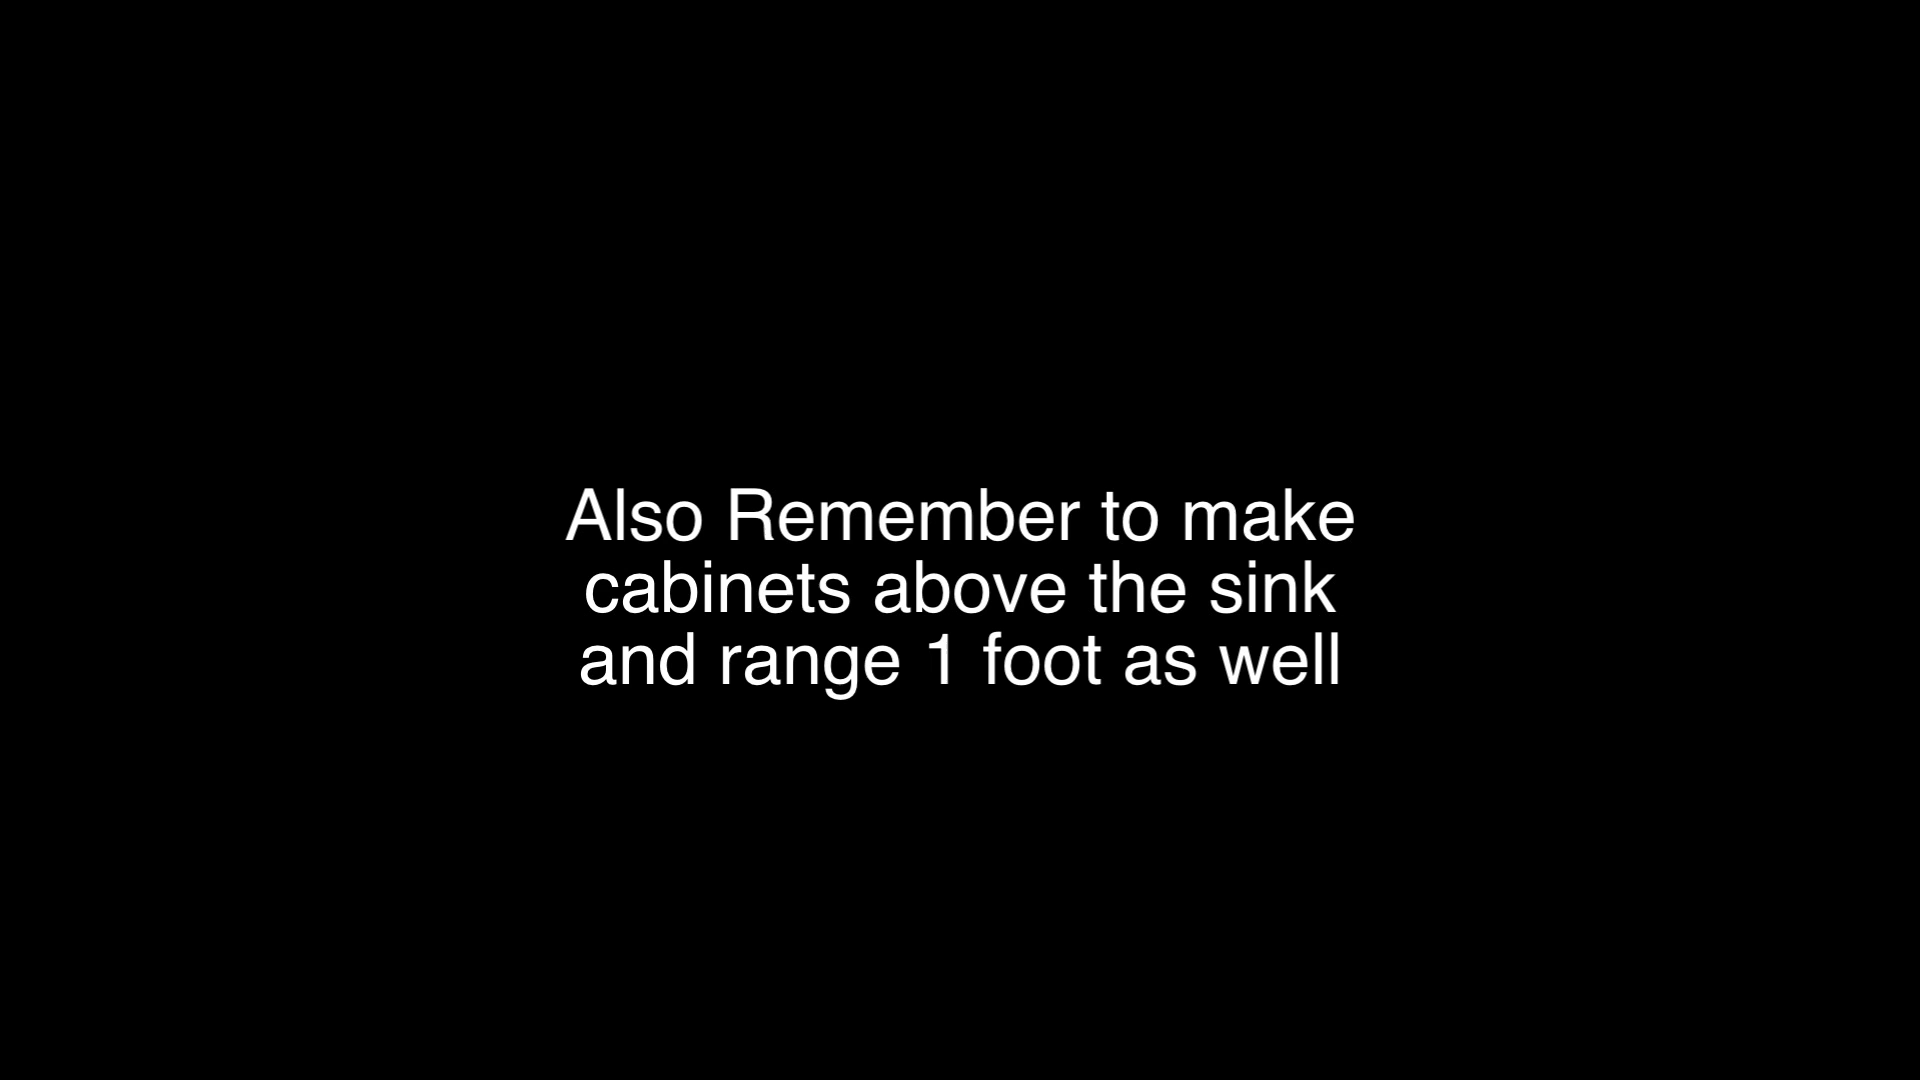 Also Remember to make
cabinets above the sink
and range 1 foot as well